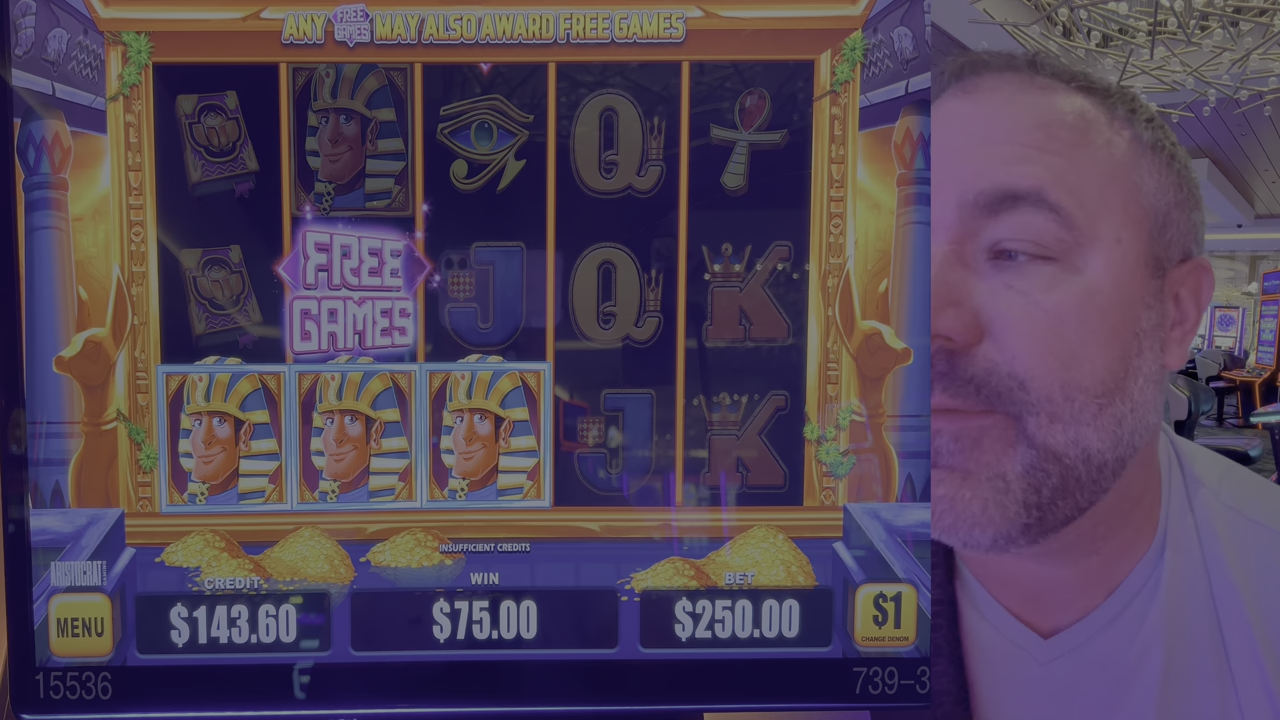 ANY FREE GAMES MAY ALSO AWARD FREE GAMES
Q
FREE
GAMES
J
Q
K
J
K
INSUFFICIENT CREDITS
ARISTOCRAT
CREDIT
WIN
BET
MENU
$143.60
$75.00
$250.00
$1
CHANGE DENOM
15536
739-3